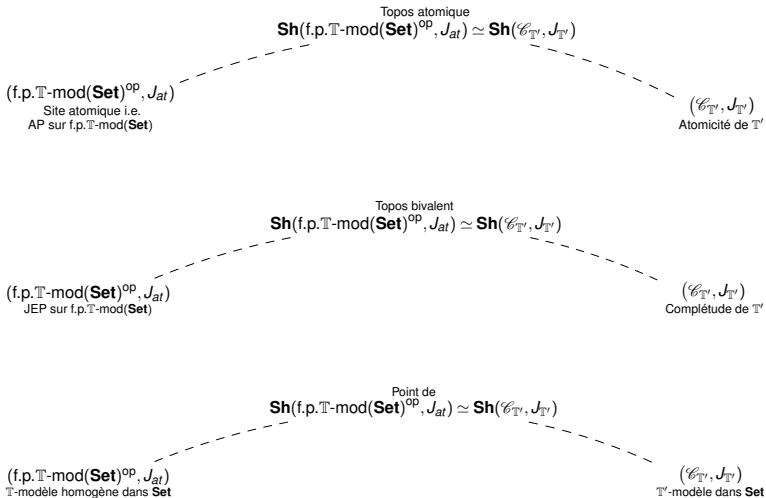 Topos atomique
Sh(f.p.𝕋-mod(Set)^op, J_at) ≃ Sh(𝒞_𝕋′, J_𝕋′)
(f.p.𝕋-mod(Set)^op, J_at)
Site atomique i.e.
AP sur f.p.𝕋-mod(Set)
(𝒞_𝕋′, J_𝕋′)
Atomicité de 𝕋′
Topos bivalent
Sh(f.p.𝕋-mod(Set)^op, J_at) ≃ Sh(𝒞_𝕋′, J_𝕋′)
(f.p.𝕋-mod(Set)^op, J_at)
JEP sur f.p.𝕋-mod(Set)
(𝒞_𝕋′, J_𝕋′)
Complétude de 𝕋′
Point de
Sh(f.p.𝕋-mod(Set)^op, J_at) ≃ Sh(𝒞_𝕋′, J_𝕋′)
(f.p.𝕋-mod(Set)^op, J_at)
𝕋-modèle homogène dans Set
(𝒞_𝕋′, J_𝕋′)
𝕋′-modèle dans Set